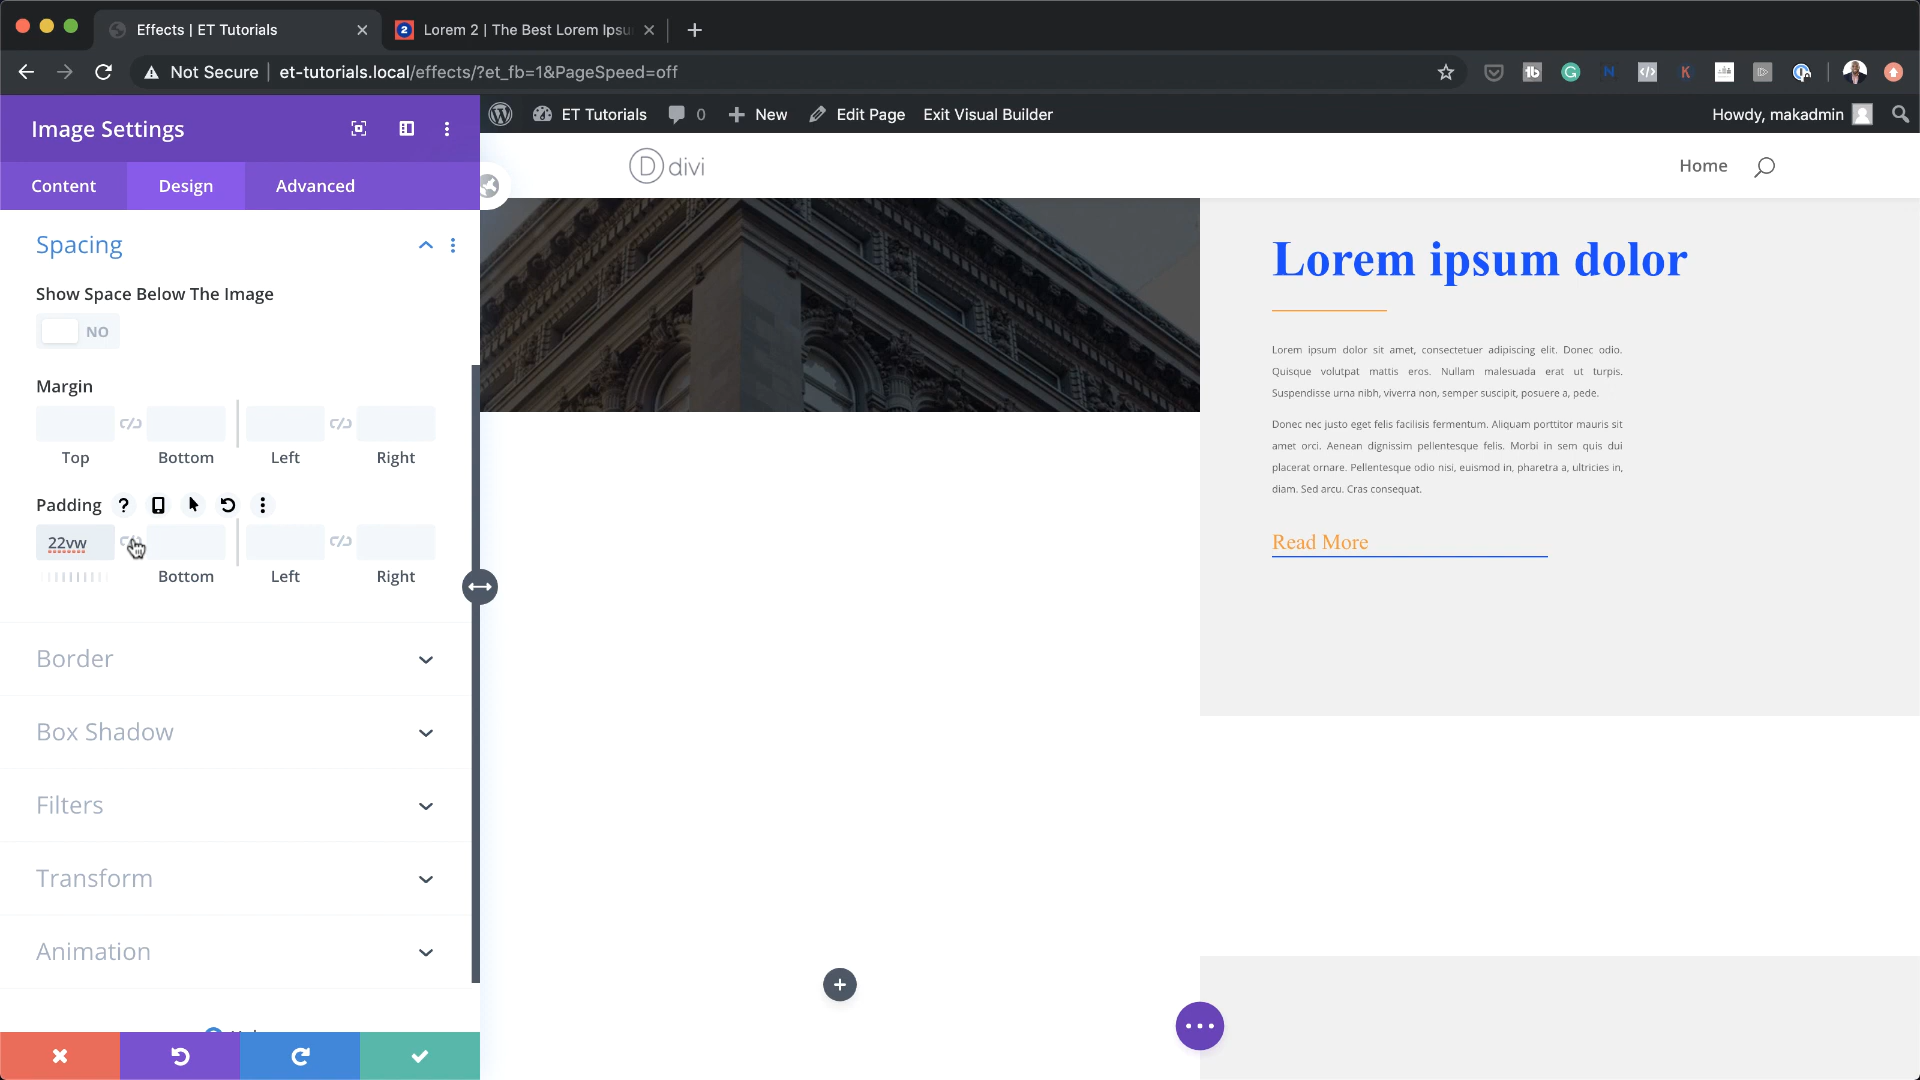 Effects | ET Tutorials
Lorem 2 | The Best Lorem Ipsu
Not Secure | et-tutorials.local/effects/?et_fb=1&PageSpeed=off
ET Tutorials 0 New Edit Page Exit Visual Builder Howdy, makadmin
Image Settings
Content Design Advanced
divi
Home
Spacing
Show Space Below The Image
NO
Margin
Top Bottom Left Right
Padding
22vw
Bottom Left Right
Border
Box Shadow
Filters
Transform
Animation
Lorem ipsum dolor
Lorem ipsum dolor sit amet, consectetuer adipiscing elit. Donec odio.
Quisque volutpat mattis eros. Nullam malesuada erat ut turpis.
Suspendisse urna nibh, viverra non, semper suscipit, posuere a, pede.
Donec nec justo eget felis facilisis fermentum. Aliquam porttitor mauris sit
amet orci. Aenean dignissim pellentesque felis. Morbi in sem quis dui
placerat ornare. Pellentesque odio nisi, euismod in, pharetra a, ultricies in,
diam. Sed arcu. Cras consequat.
Read More